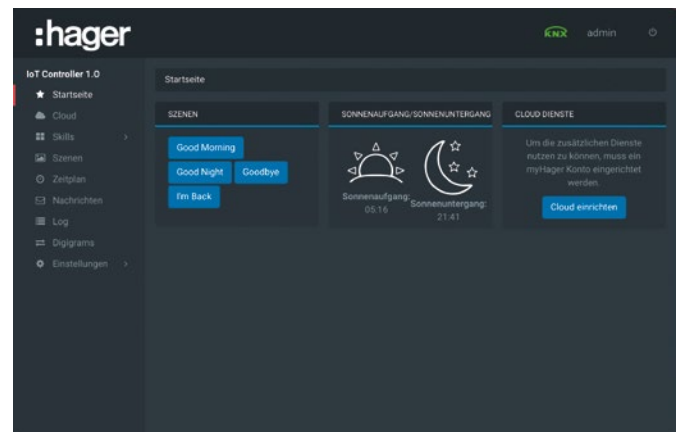 :hager
KNX admin
IoT Controller 1.0
Startseite
Cloud
Skills
Szenen
Zeitplan
Nachrichten
Log
Digigrams
Einstellungen
Startseite
SZENEN
Good Morning
Good Night Goodbye
I'm Back
SONNENAUFGANG/SONNENUNTERGANG
Sonnenaufgang:
05:16
Sonnenuntergang:
21:41
CLOUD DIENSTE
Um die zusätzlichen Dienste
nutzen zu können, muss ein
myHager Konto eingerichtet
werden.
Cloud einrichten